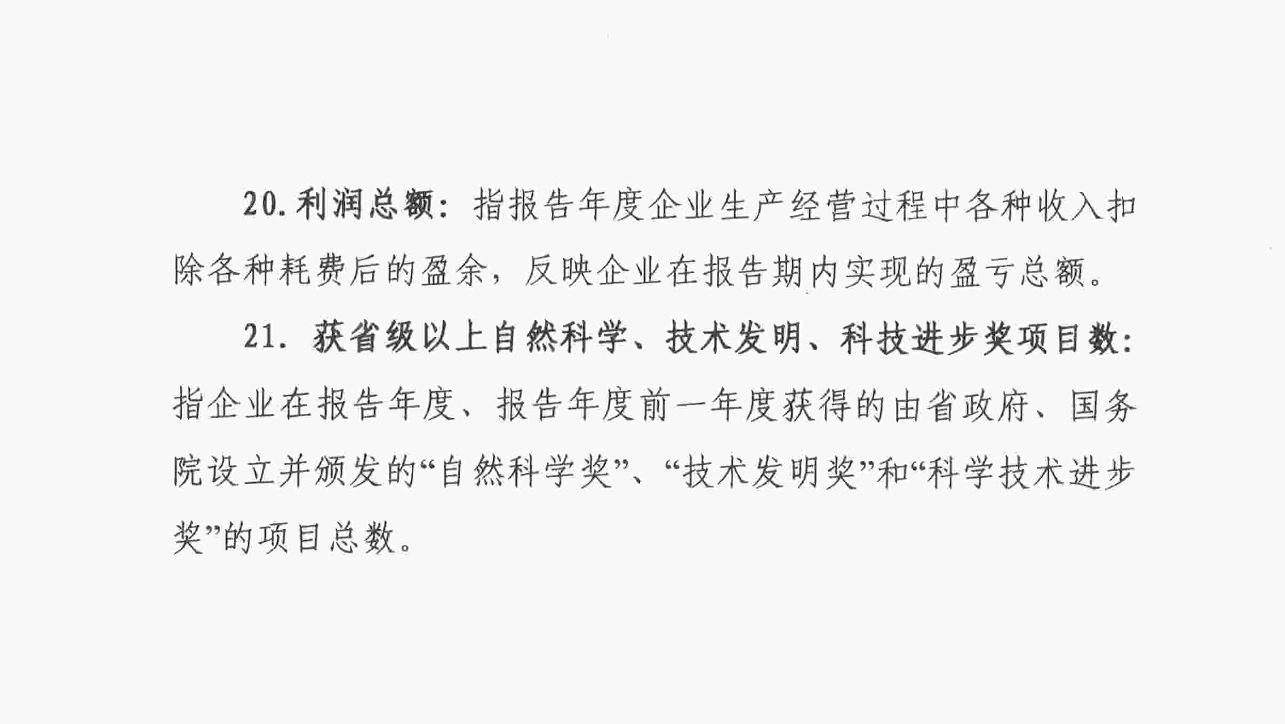 20.利润总额：指报告年度企业生产经营过程中各种收入扣
除各种耗费后的盈余，反映企业在报告期内实现的盈亏总额。
21. 获省级以上自然科学、技术发明、科技进步奖项目数：
指企业在报告年度、报告年度前一年度获得的由省政府、国务
院设立并颁发的“自然科学奖”、“技术发明奖”和“科学技术进步
奖”的项目总数。